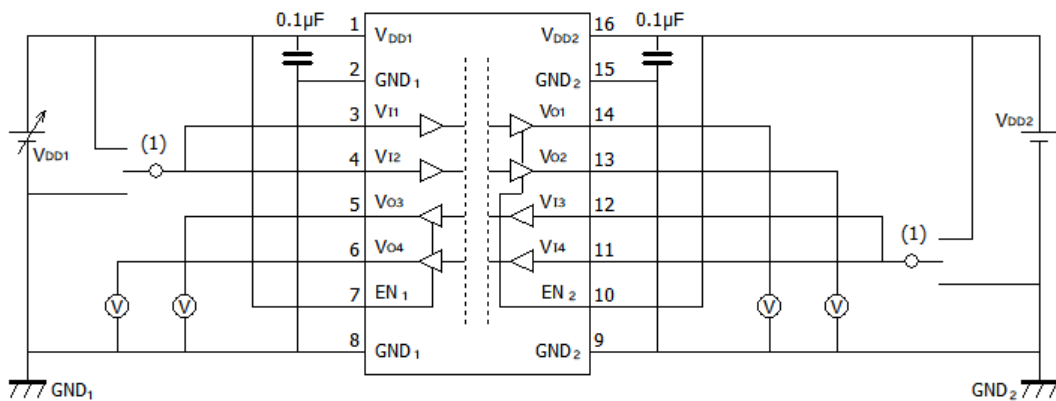 0.1µF 1 VDD1 VDD2 16 0.1µF
2 GND1 GND2 15
3 VI1 VO1 14
VDD1 (1) 4 VI2 VO2 13 VDD2
5 VO3 VI3 12
6 VO4 VI4 11 (1)
V V 7 EN1 EN2 10 V V
8 GND1 GND2 9
GND1 GND2